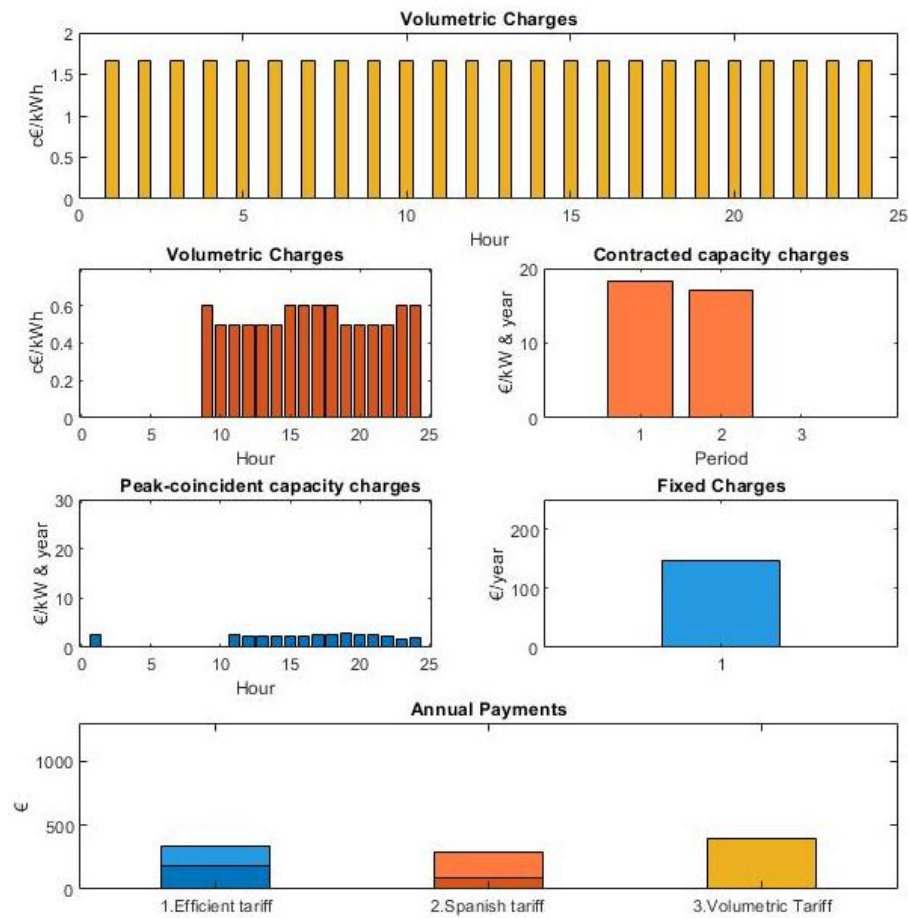 Volumetric Charges
2
1.5
1
0.5
0
c€/kWh
0 5 10 15 20 25
Hour
Volumetric Charges
0.6
0.4
0.2
0
c€/kWh
0 5 10 15 20 25
Hour
Contracted capacity charges
20
10
0
€/kW & year
1 2 3
Period
Peak-coincident capacity charges
30
20
10
0
€/kW & year
0 5 10 15 20 25
Hour
Fixed Charges
200
100
0
€/year
1
Annual Payments
1000
500
0
€
1.Efficient tariff 2.Spanish tariff 3.Volumetric Tariff